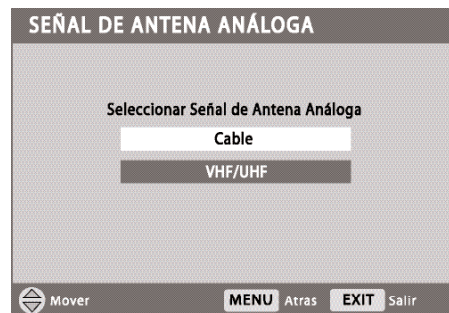 SEÑAL DE ANTENA ANÁLOGA
Seleccionar Señal de Antena Análoga
Cable
VHF/UHF
Mover MENU Atras EXIT Salir